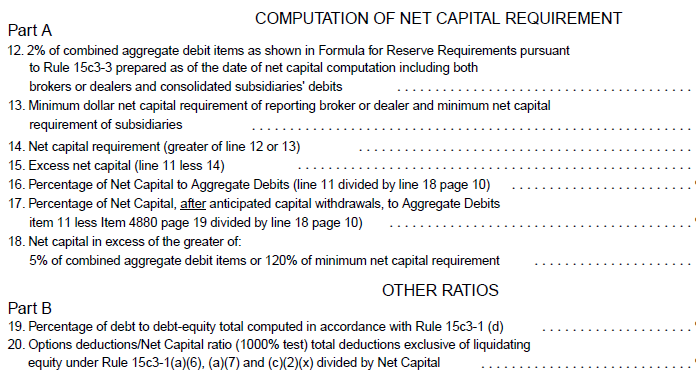 COMPUTATION OF NET CAPITAL REQUIREMENT
Part A
12. 2% of combined aggregate debit items as shown in Formula for Reserve Requirements pursuant
to Rule 15c3-3 prepared as of the date of net capital computation including both
brokers or dealers and consolidated subsidiaries' debits
13. Minimum dollar net capital requirement of reporting broker or dealer and minimum net capital
requirement of subsidiaries
14. Net capital requirement (greater of line 12 or 13)
15. Excess net capital (line 11 less 14)
16. Percentage of Net Capital to Aggregate Debits (line 11 divided by line 18 page 10)
17. Percentage of Net Capital, after anticipated capital withdrawals, to Aggregate Debits
item 11 less Item 4880 page 19 divided by line 18 page 10)
18. Net capital in excess of the greater of:
5% of combined aggregate debit items or 120% of minimum net capital requirement
OTHER RATIOS
Part B
19. Percentage of debt to debt-equity total computed in accordance with Rule 15c3-1 (d)
20. Options deductions/Net Capital ratio (1000% test) total deductions exclusive of liquidating
equity under Rule 15c3-1(a)(6), (a)(7) and (c)(2)(x) divided by Net Capital